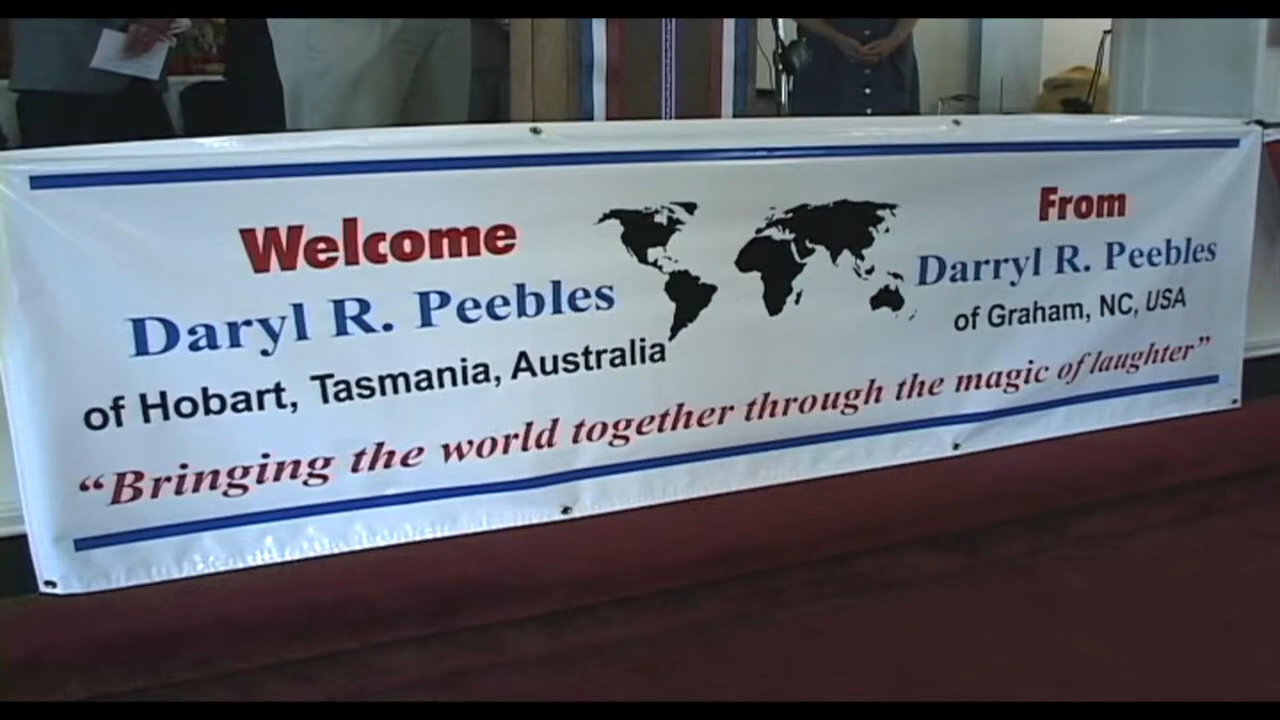 Welcome
Daryl R. Peebles
of Hobart, Tasmania, Australia
From
Darryl R. Peebles
of Graham, NC, USA
“Bringing the world together through the magic of laughter”